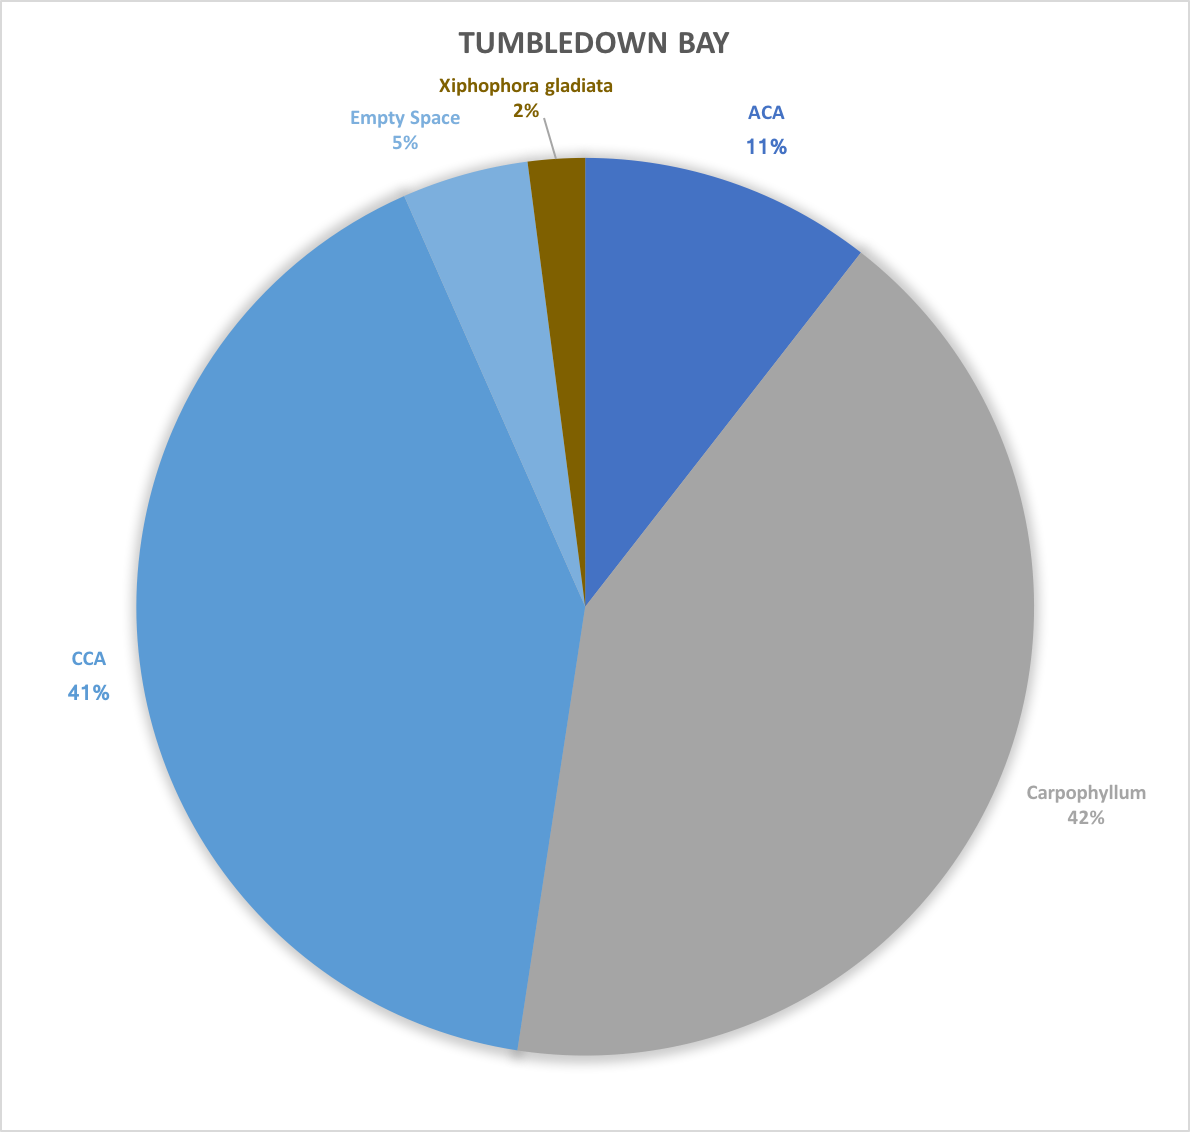 TUMBLEDOWN BAY
Xiphophora gladiata
2%
Empty Space
5%
ACA
11%
CCA
41%
Carpophyllum
42%